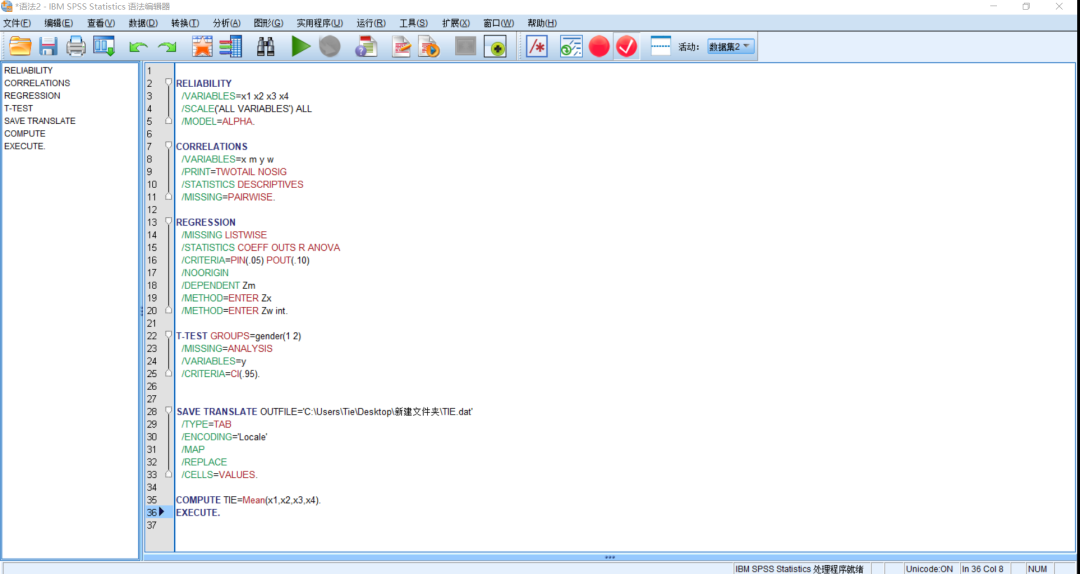 *语法2 - IBM SPSS Statistics 语法编辑器
文件(F) 编辑(E) 查看(V) 数据(D) 转换(T) 分析(A) 图形(G) 实用程序(U) 运行(R) 工具(S) 扩展(X) 窗口(W) 帮助(H)
活动: 数据集2
RELIABILITY
CORRELATIONS
REGRESSION
T-TEST
SAVE TRANSLATE
COMPUTE
EXECUTE.
1
2 RELIABILITY
3 /VARIABLES=x1 x2 x3 x4
4 /SCALE('ALL VARIABLES') ALL
5 /MODEL=ALPHA.
6
7 CORRELATIONS
8 /VARIABLES=x m y w
9 /PRINT=TWOTAIL NOSIG
10 /STATISTICS DESCRIPTIVES
11 /MISSING=PAIRWISE.
12
13 REGRESSION
14 /MISSING LISTWISE
15 /STATISTICS COEFF OUTS R ANOVA
16 /CRITERIA=PIN(.05) POUT(.10)
17 /NOORIGIN
18 /DEPENDENT Zm
19 /METHOD=ENTER Zx
20 /METHOD=ENTER Zw int.
21
22 T-TEST GROUPS=gender(1 2)
23 /MISSING=ANALYSIS
24 /VARIABLES=y
25 /CRITERIA=CI(.95).
26
27
28 SAVE TRANSLATE OUTFILE='C:\Users\Tie\Desktop\新建文件夹\TIE.dat'
29 /TYPE=TAB
30 /ENCODING='Locale'
31 /MAP
32 /REPLACE
33 /CELLS=VALUES.
34
35 COMPUTE TIE=Mean(x1,x2,x3,x4).
36 EXECUTE.
37
IBM SPSS Statistics 处理程序就绪 Unicode:ON In 36 Col 8 NUM